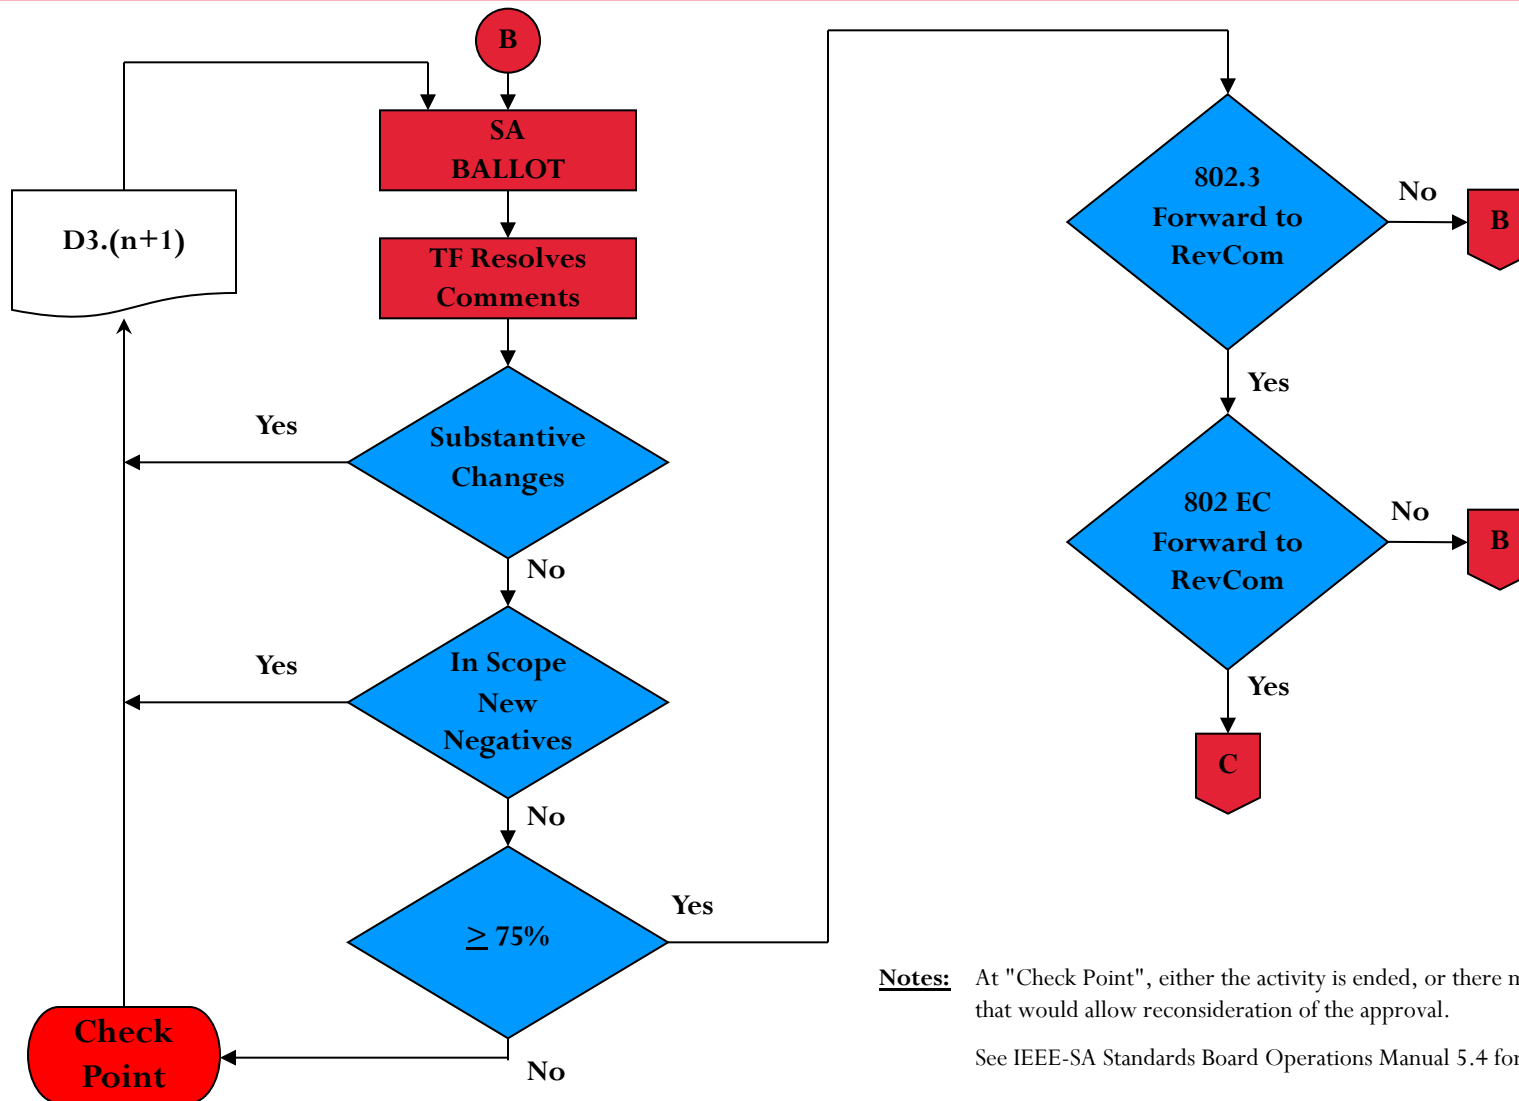 B
SA
BALLOT
D3.(n+1)
TF Resolves
Comments
Yes
Substantive
Changes
No
Yes
In Scope
New
Negatives
No
≥ 75%
Yes
Check
Point
No
802.3
Forward to
RevCom
No
B
Yes
802 EC
Forward to
RevCom
No
B
Yes
C
Notes: At "Check Point", either the activity is ended, or there
that would allow reconsideration of the approval.
See IEEE-SA Standards Board Operations Manual 5.4 for